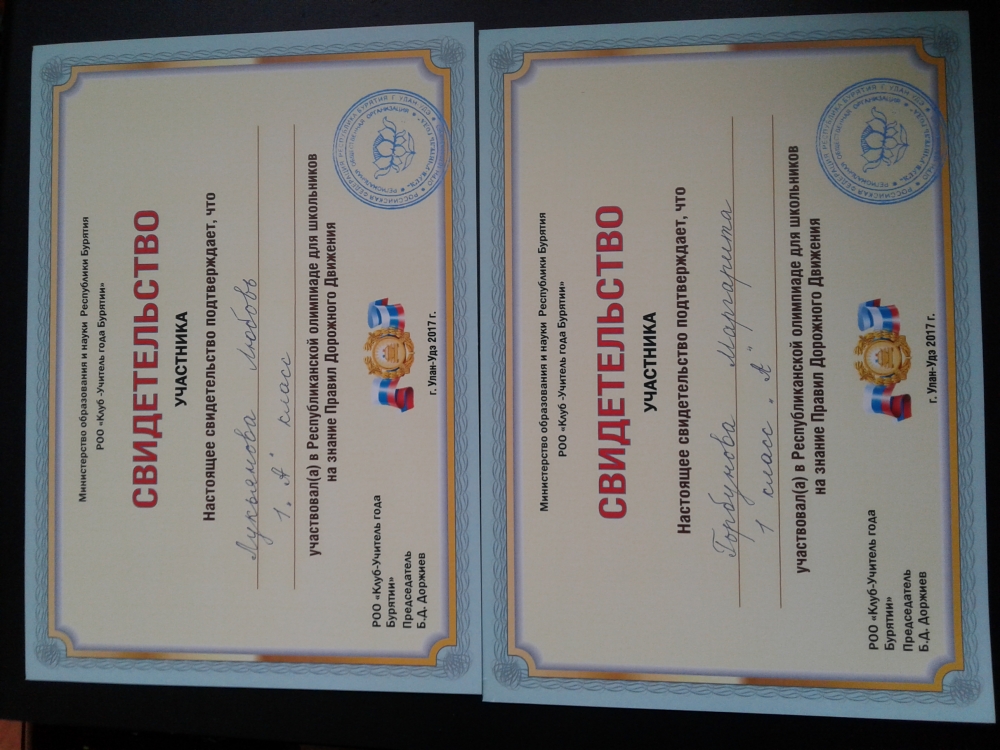 Министерство образования и науки Республики Бурятия
РОО «Клуб -Учитель года Бурятии»
СВИДЕТЕЛЬСТВО
УЧАСТНИКА
Настоящее свидетельство подтверждает, что
Лукьянова Любовь
1 "А" класс
участвовал(а) в Республиканской олимпиаде для школьников
на знание Правил Дорожного Движения
РОО «Клуб-Учитель года
Бурятии»
Председатель
Б.Д. Доржиев
г. Улан-Удэ 2017 г.
Министерство образования и науки Республики Бурятия
РОО «Клуб -Учитель года Бурятии»
СВИДЕТЕЛЬСТВО
УЧАСТНИКА
Настоящее свидетельство подтверждает, что
Горбунова Маргарита
1 класс "А"
участвовал(а) в Республиканской олимпиаде для школьников
на знание Правил Дорожного Движения
РОО «Клуб-Учитель года
Бурятии»
Председатель
Б.Д. Доржиев
г. Улан-Удэ 2017 г.